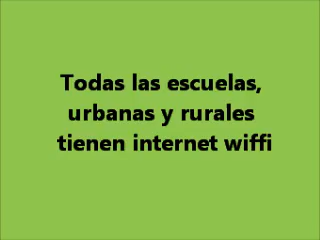 Todas las escuelas,
urbanas y rurales
tienen internet wiffi